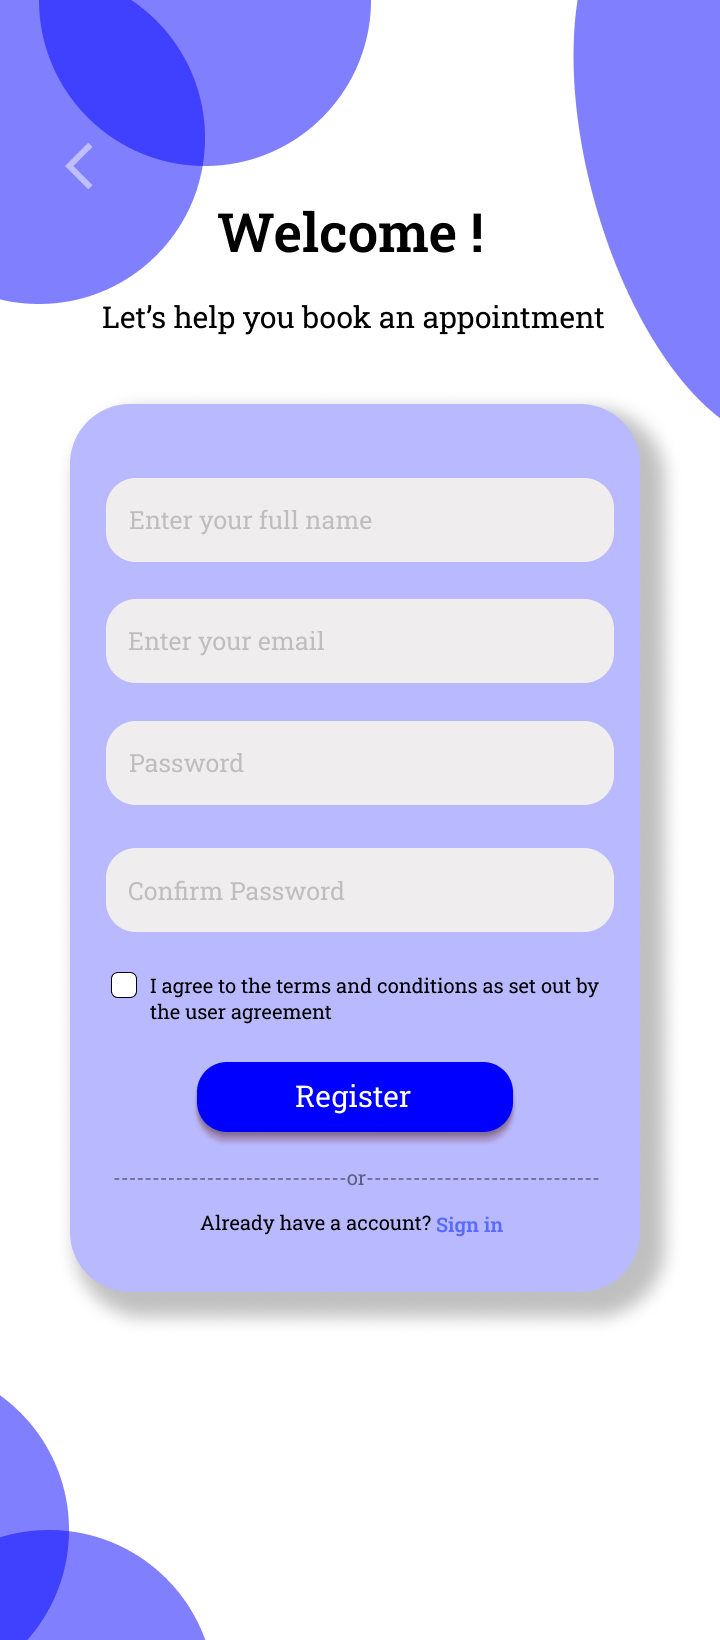 Welcome !
Let’s help you book an appointment
Enter your full name
Enter your email
Password
Confirm Password
I agree to the terms and conditions as set out by
the user agreement
Register
------------------------------or------------------------------
Already have a account? Sign in